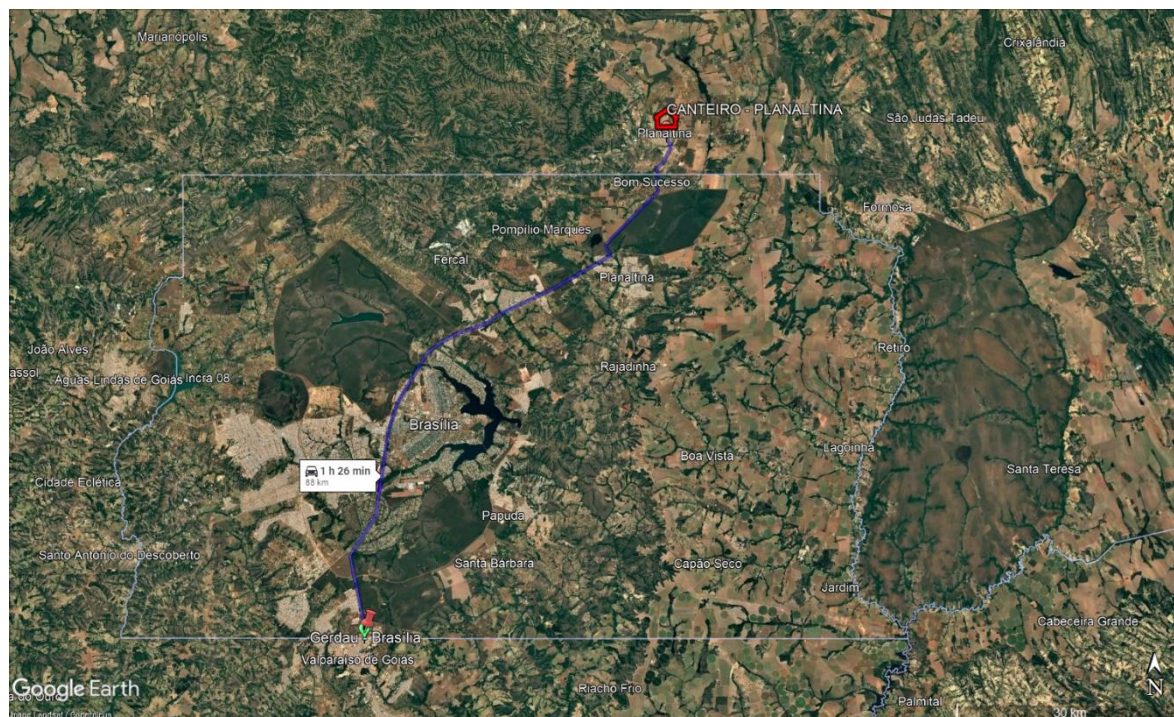 Marianópolis
Crixalândia
CANTEIRO - PLANALTINA
São Judas Tadeu
Planaltina
Bom Sucesso
Formosa
Pompílio Marques
Fercal
Planaltina
João Alves
Retiro
Águas Lindas de Goiás
Incra 08
Rajadinha
Brasília
Lagoinha
Boa Vista
1 h 26 min
88 km
Santa Teresa
Cidade Eclética
Papuda
Santo Antônio do Descoberto
Santa Bárbara
Capão Seco
Jardim
Cabeceira Grande
Gerdau - Brasília
Valparaíso de Goiás
Riacho Frio
Google Earth
Palmital
N
30 km